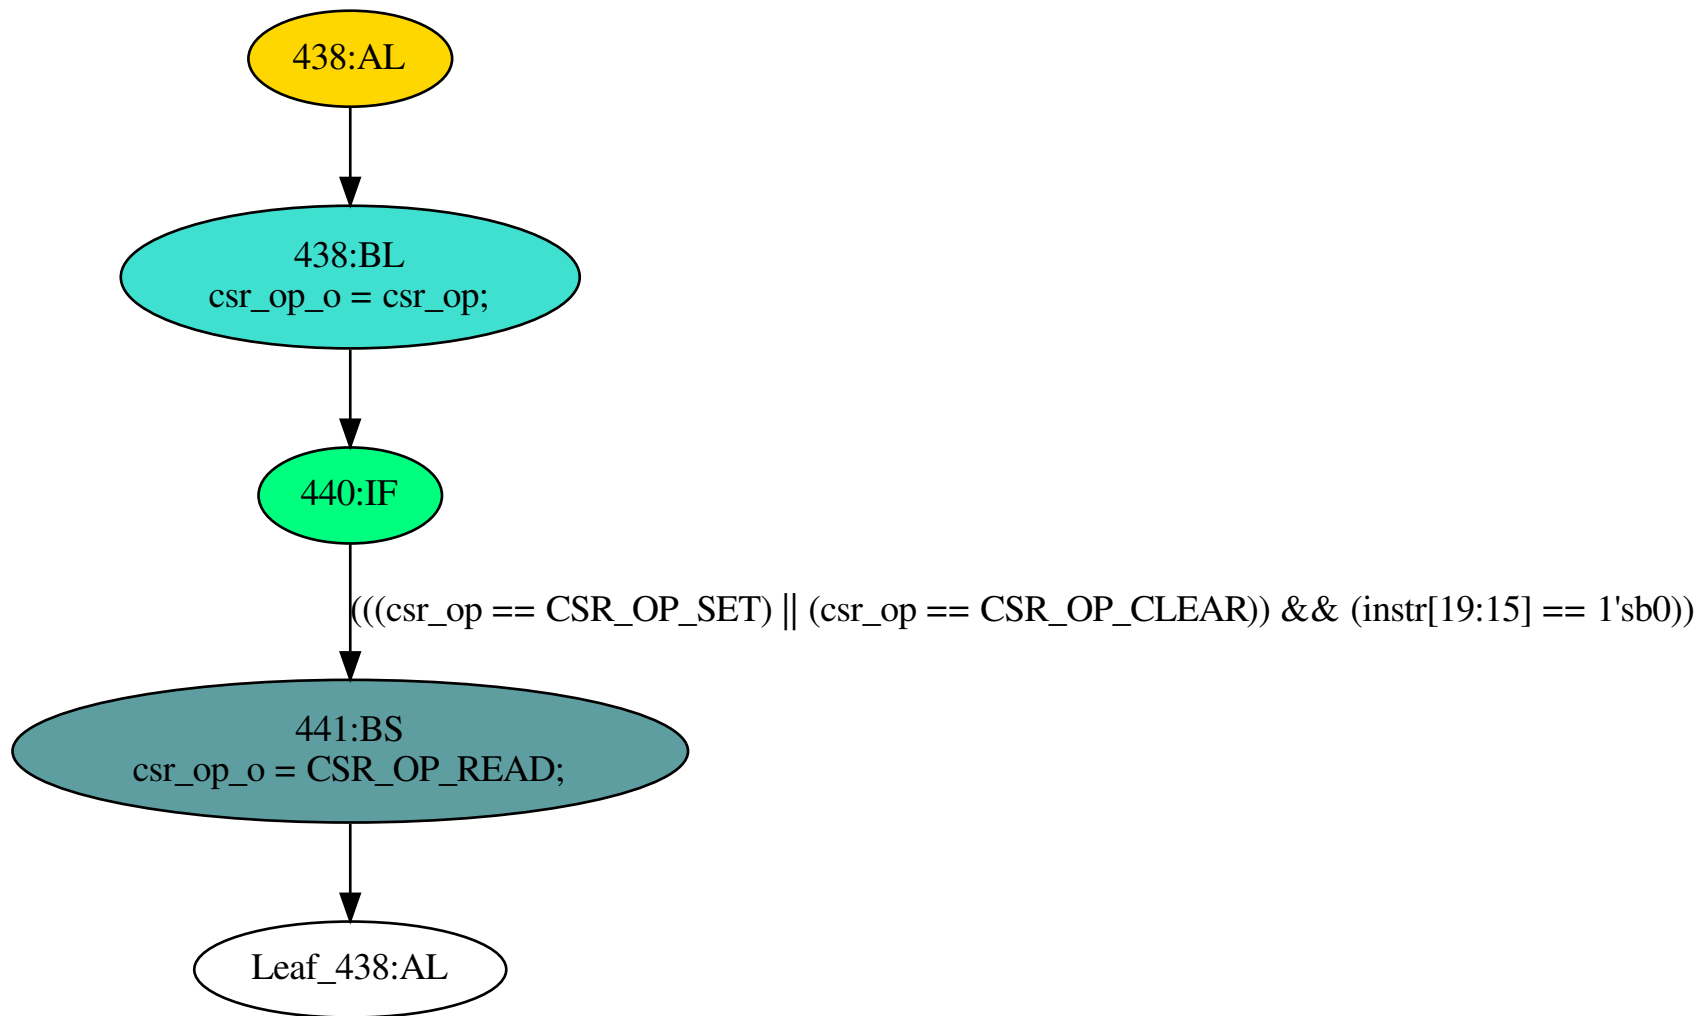 438:AL
438:BL
csr_op_o = csr_op;
440:IF
(((csr_op == CSR_OP_SET) || (csr_op == CSR_OP_CLEAR)) && (instr[19:15] == 1'sb0))
441:BS
csr_op_o = CSR_OP_READ;
Leaf_438:AL